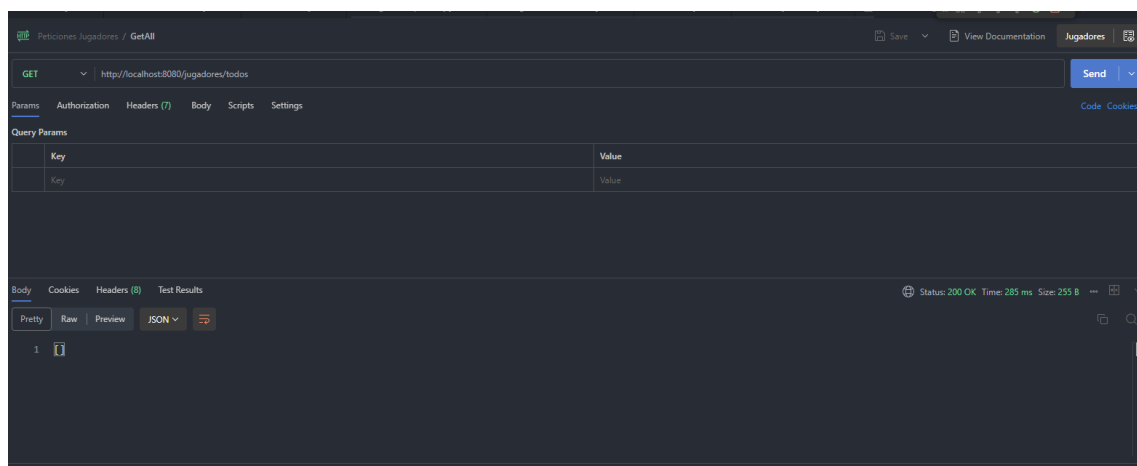 HTTP Peticiones Jugadores / GetAll Save View Documentation Jugadores
GET http://localhost:8080/jugadores/todos Send
Params Authorization Headers (7) Body Scripts Settings Code Cookies
Query Params
Key Value
Key Value
Body Cookies Headers (8) Test Results Status: 200 OK Time: 285 ms Size: 255 B
Pretty Raw Preview JSON
1 []